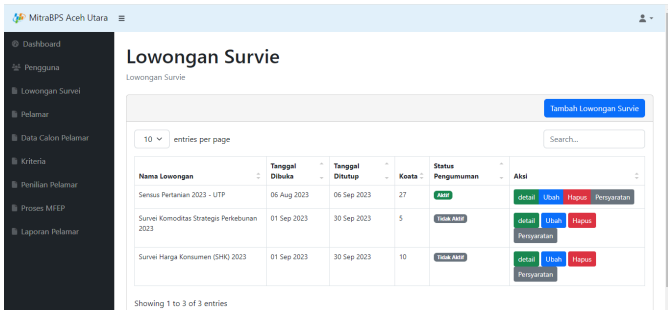 MitraBPS Aceh Utara
Dashboard
Pengguna
Lowongan Survei
Pelamar
Data Calon Pelamar
Kriteria
Penilian Pelamar
Proses MFEP
Laporan Pelamar
Lowongan Survie
Lowongan Survie
Tambah Lowongan Survie
10 entries per page
Search...
Nama Lowongan Tanggal Dibuka Tanggal Ditutup Koata Status Pengumuman Aksi
Sensus Pertanian 2023 - UTP 06 Aug 2023 06 Sep 2023 27 Aktif detail Ubah Hapus Persyaratan
Survei Komoditas Strategis Perkebunan 2023 01 Sep 2023 30 Sep 2023 5 Tidak Aktif detail Ubah Hapus Persyaratan
Survei Harga Konsumen (SHK) 2023 01 Sep 2023 30 Sep 2023 10 Tidak Aktif detail Ubah Hapus Persyaratan
Showing 1 to 3 of 3 entries